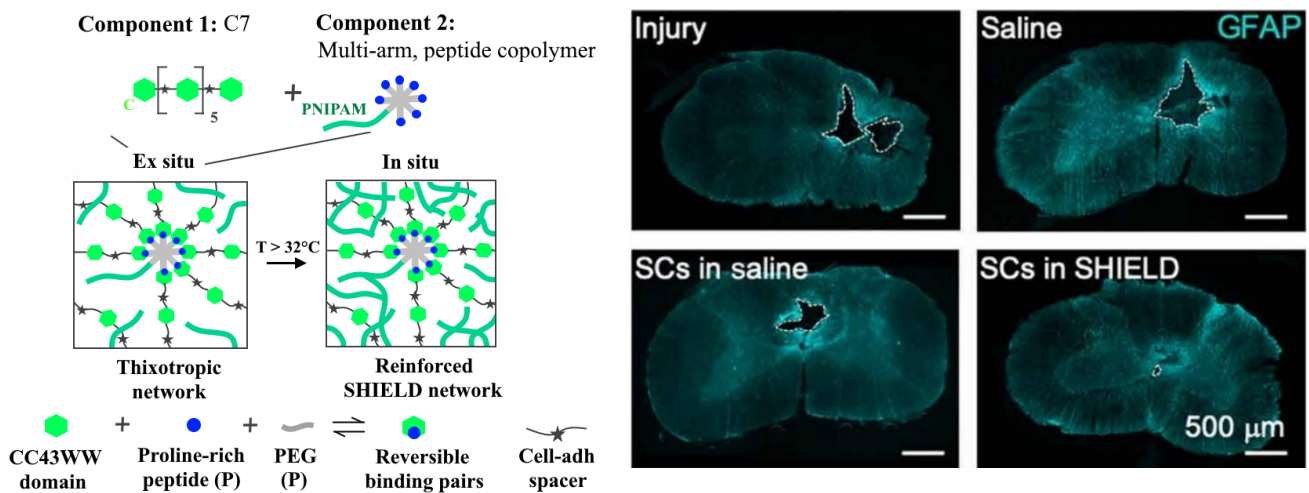 Component 1: C7
Component 2:
Multi-arm, peptide copolymer
C
5
+
PNIPAM
Ex situ
In situ
T > 32°C
Thixotropic
network
Reinforced
SHIELD network
+
+
CC43WW
domain
Proline-rich
peptide (P)
PEG
(P)
Reversible
binding pairs
Cell-adh
spacer
Injury
Saline
GFAP
SCs in saline
SCs in SHIELD
500 μm